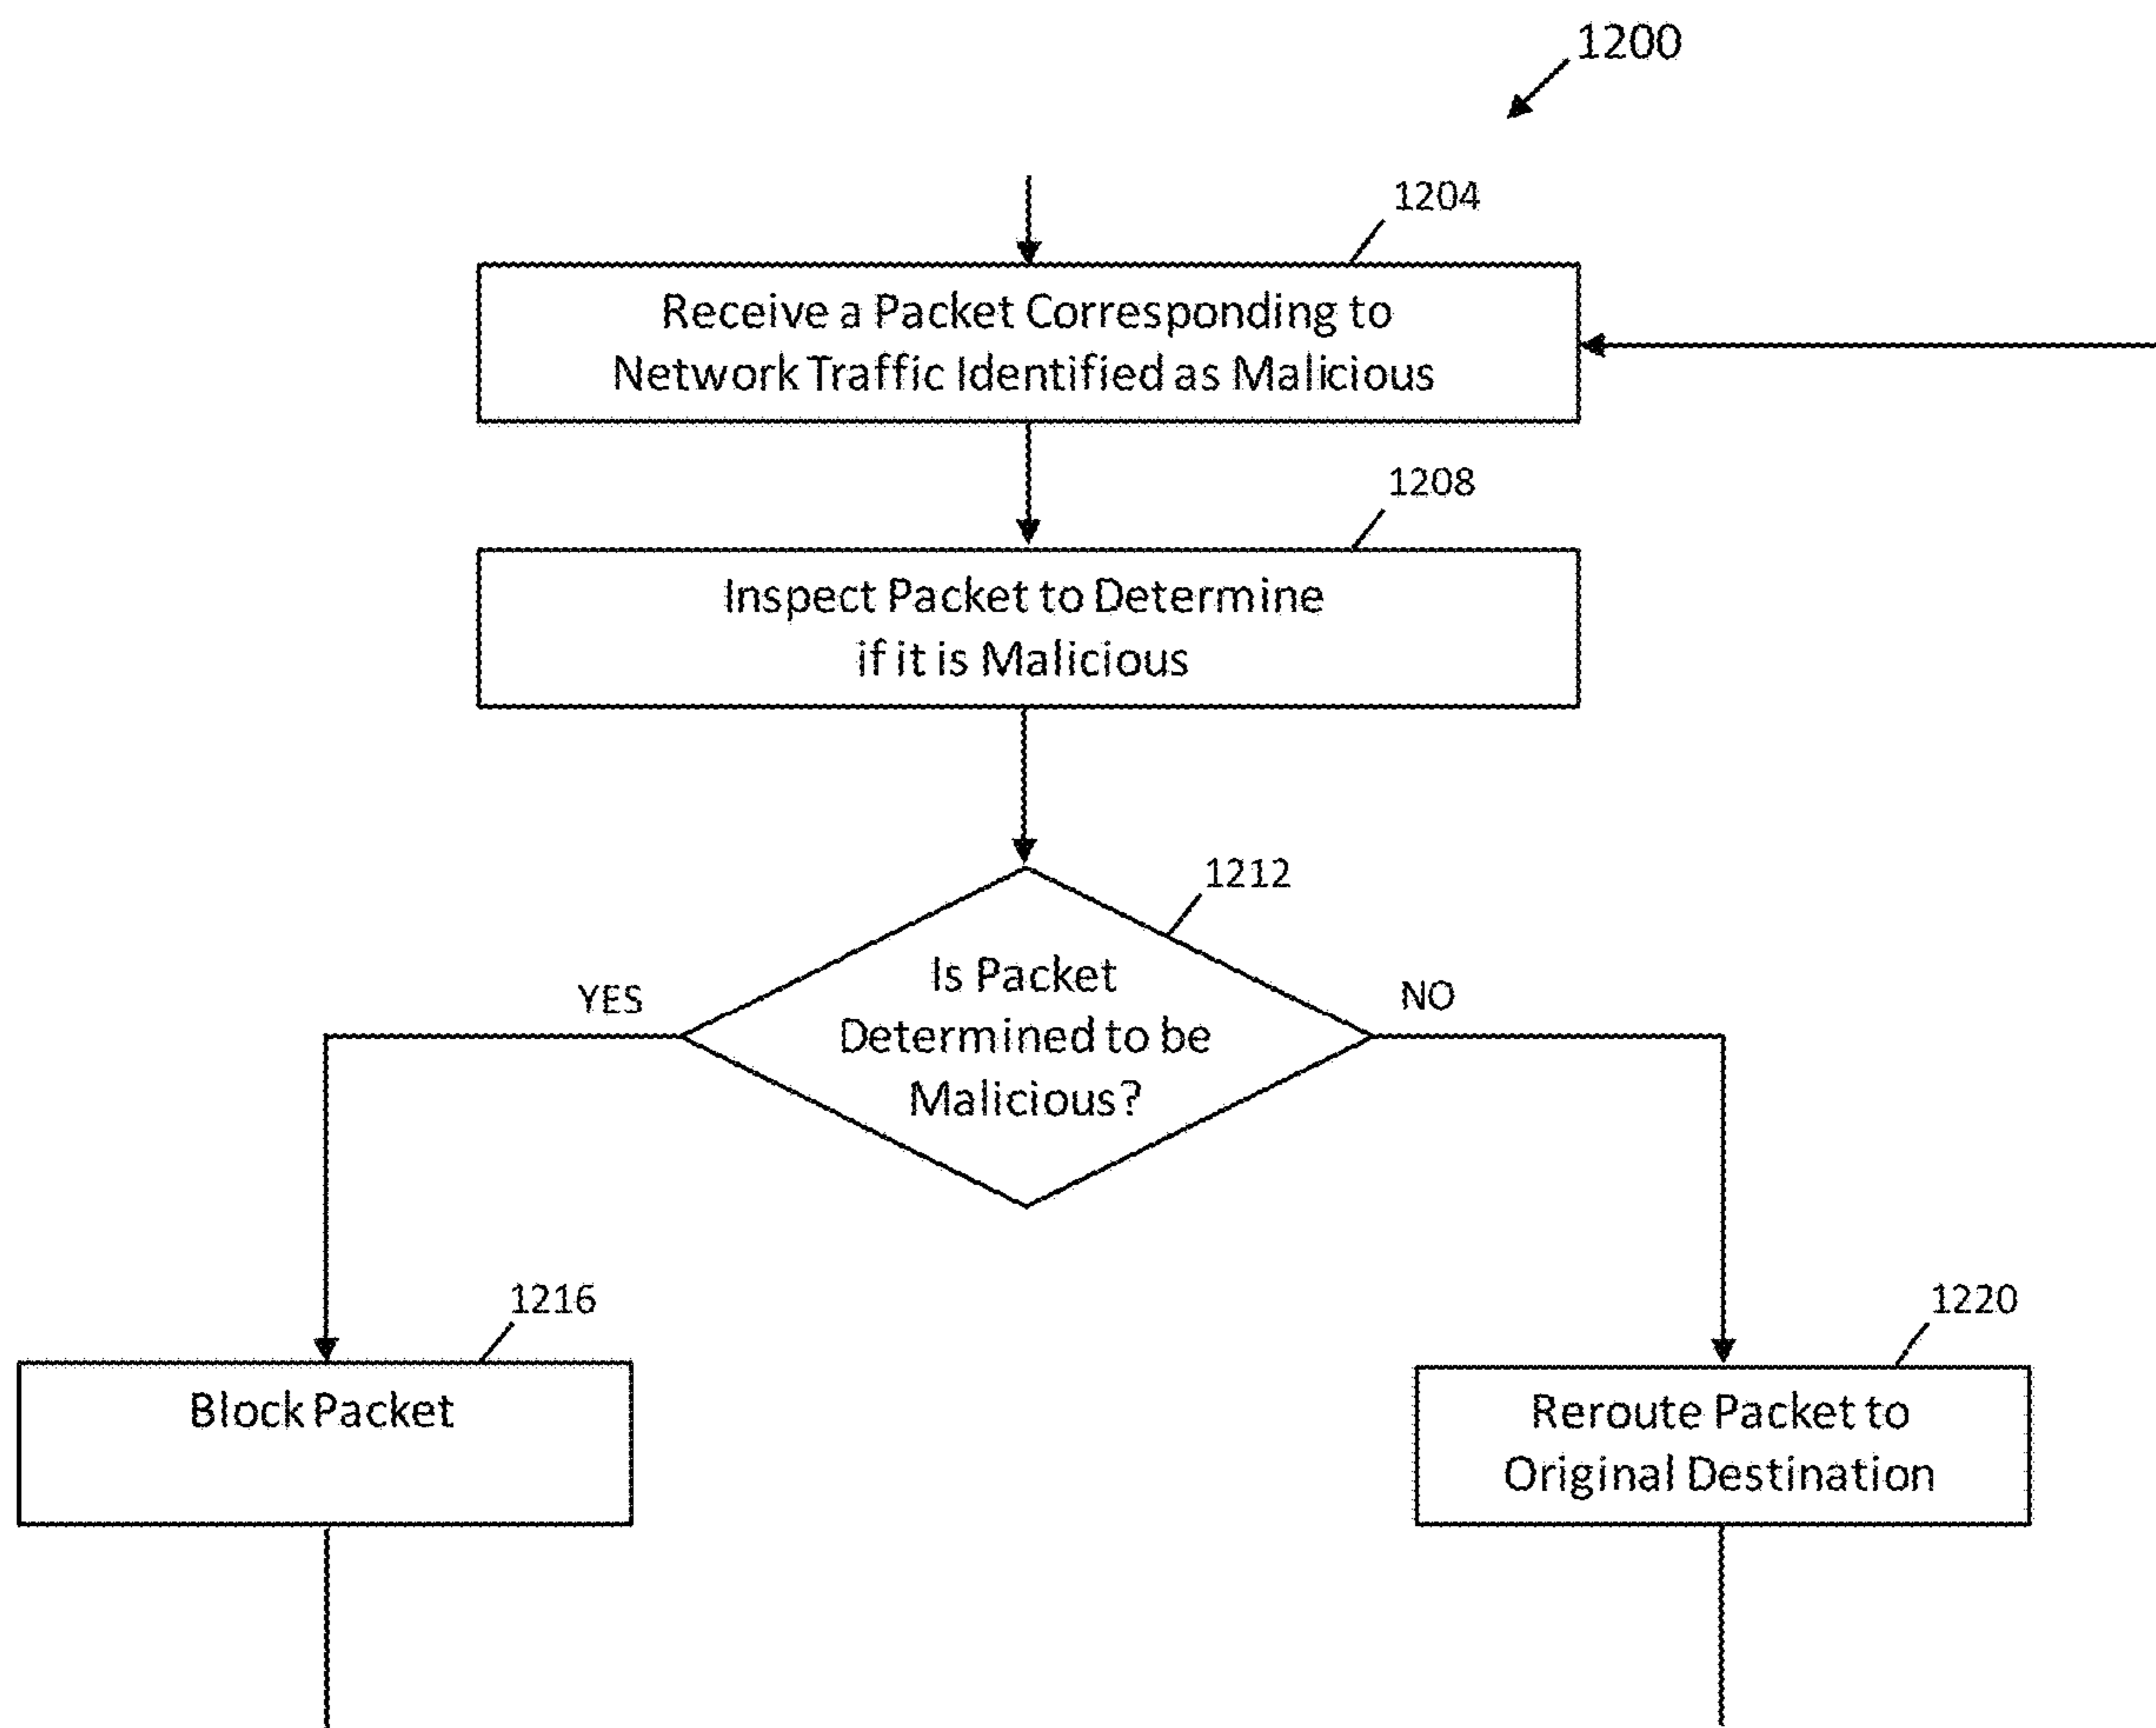 1200
1204
Receive a Packet Corresponding to
Network Traffic Identified as Malicious
1208
Inspect Packet to Determine
if it is Malicious
1212
Is Packet
Determined to be
Malicious?
YES
NO
1216
Block Packet
1220
Reroute Packet to
Original Destination